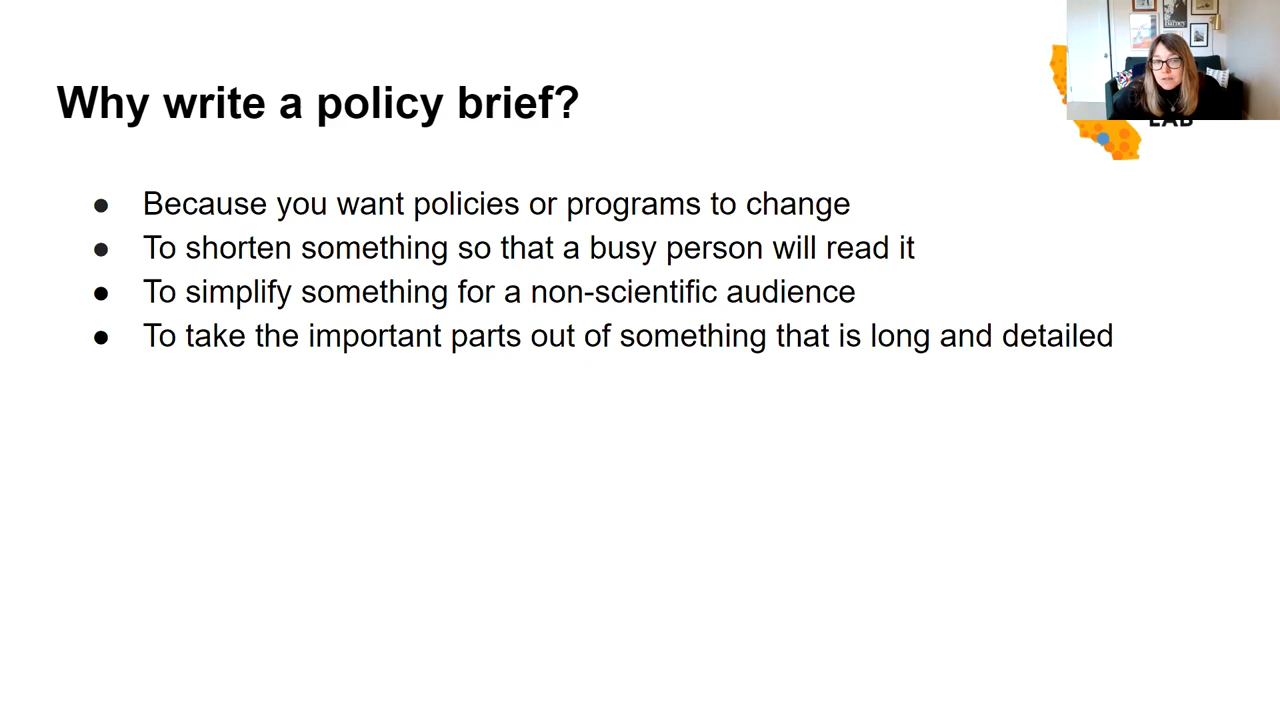 Why write a policy brief?
● Because you want policies or programs to change
● To shorten something so that a busy person will read it
● To simplify something for a non-scientific audience
● To take the important parts out of something that is long and detailed
LAB